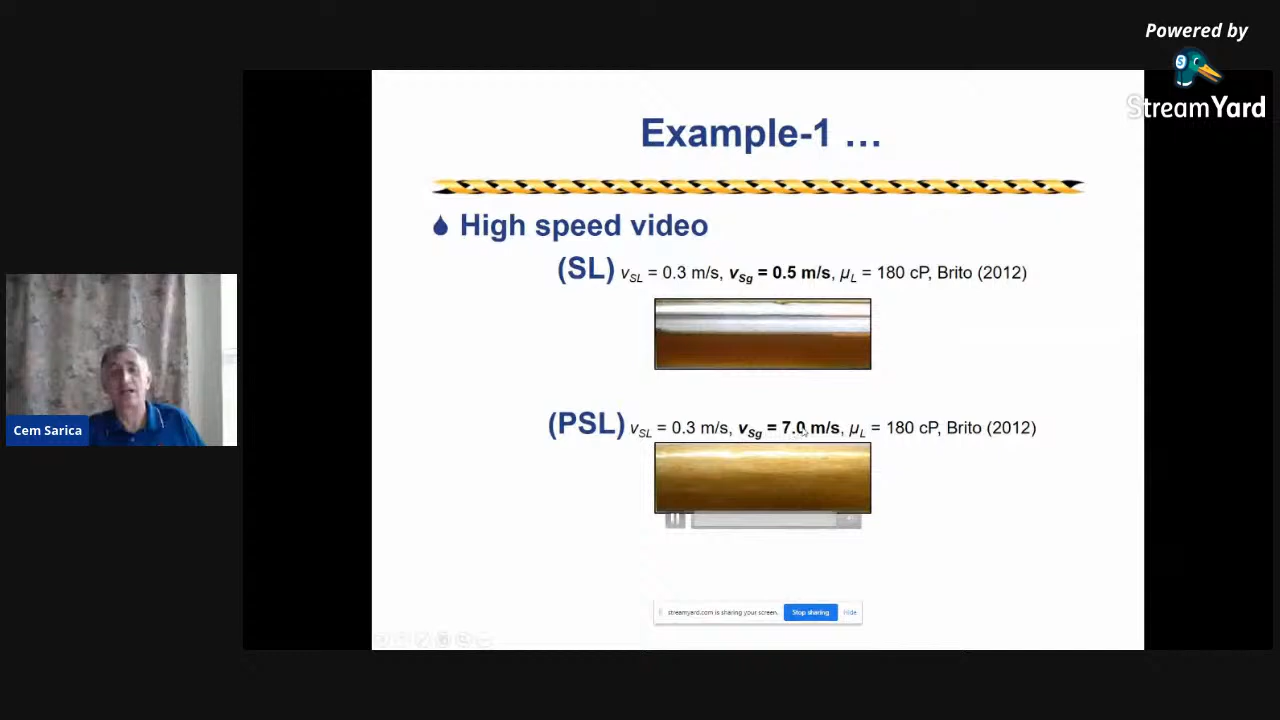 Powered by
StreamYard
Example-1 …
High speed video
(SL) vSL = 0.3 m/s, vSg = 0.5 m/s, μL = 180 cP, Brito (2012)
(PSL) vSL = 0.3 m/s, vSg = 7.0 m/s, μL = 180 cP, Brito (2012)
Cem Sarica
streamyard.com is sharing your screen. Stop sharing Hide